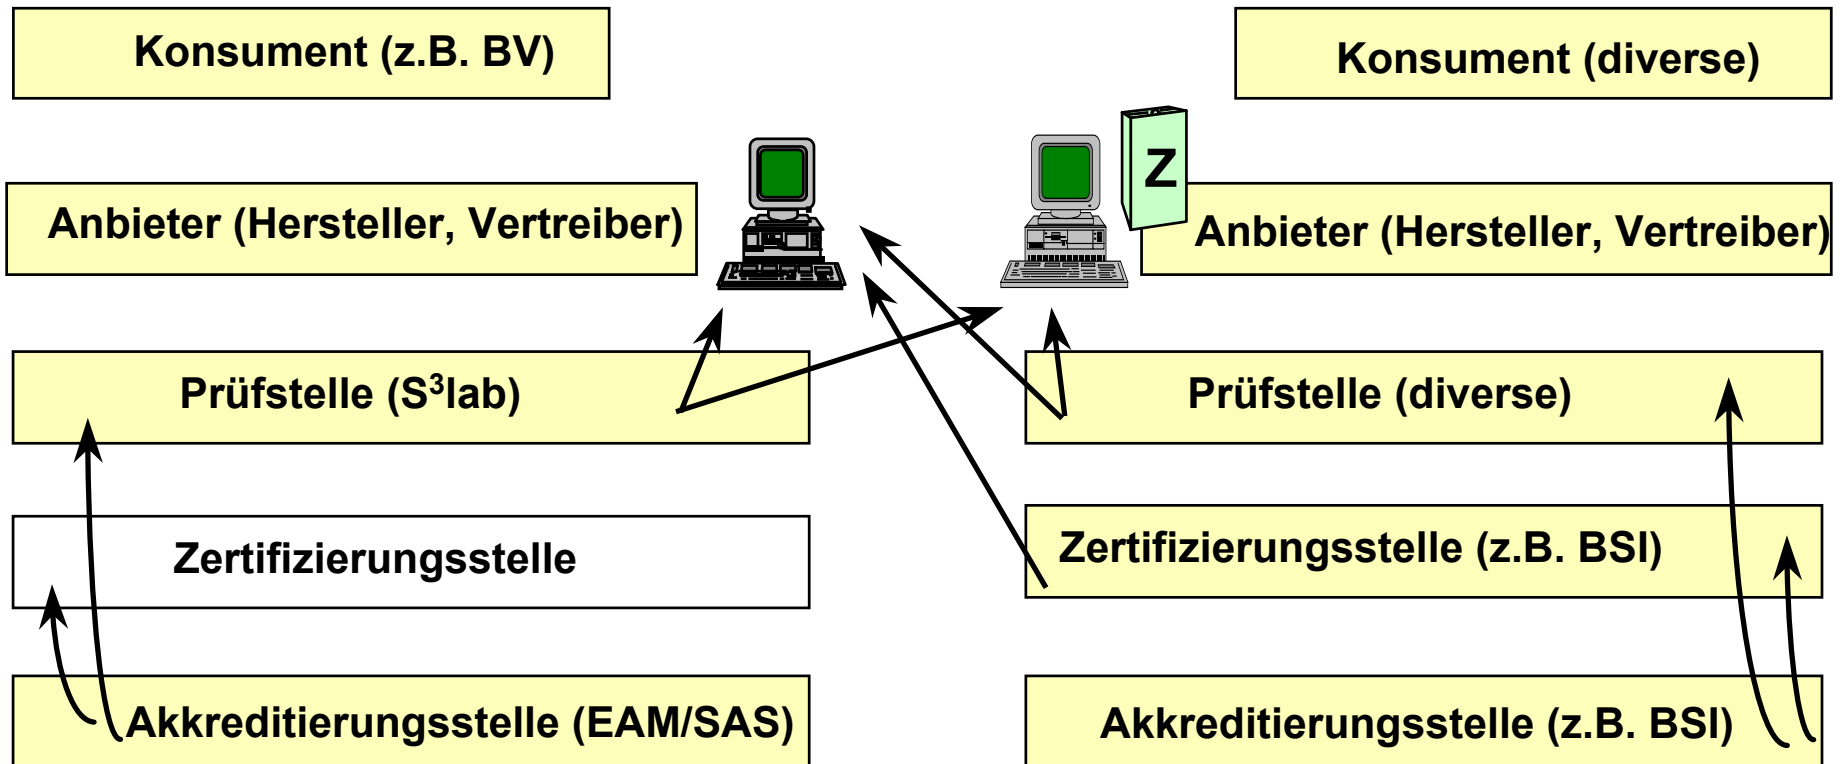 Konsument (z.B. BV)
Konsument (diverse)
Z
Anbieter (Hersteller, Vertreiber)
Anbieter (Hersteller, Vertreiber)
Prüfstelle (S³lab)
Prüfstelle (diverse)
Zertifizierungsstelle
Zertifizierungsstelle (z.B. BSI)
Akkreditierungsstelle (EAM/SAS)
Akkreditierungsstelle (z.B. BSI)